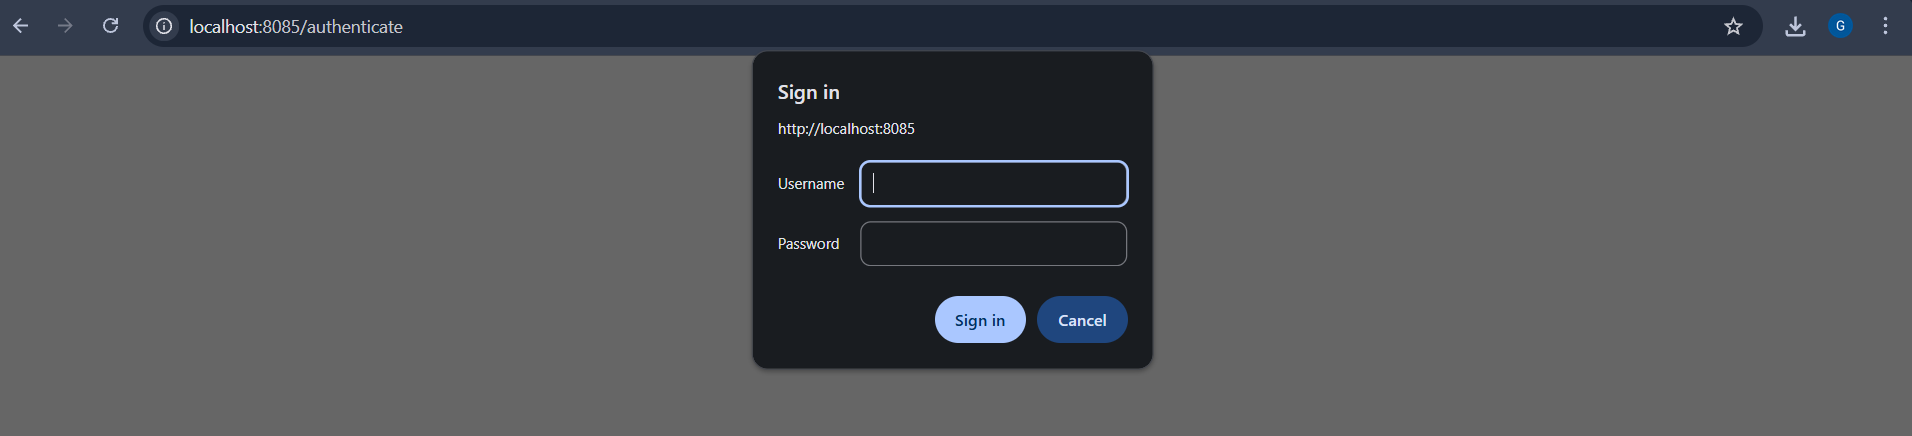 localhost:8085/authenticate
G
Sign in
http://localhost:8085
Username
Password
Sign in Cancel